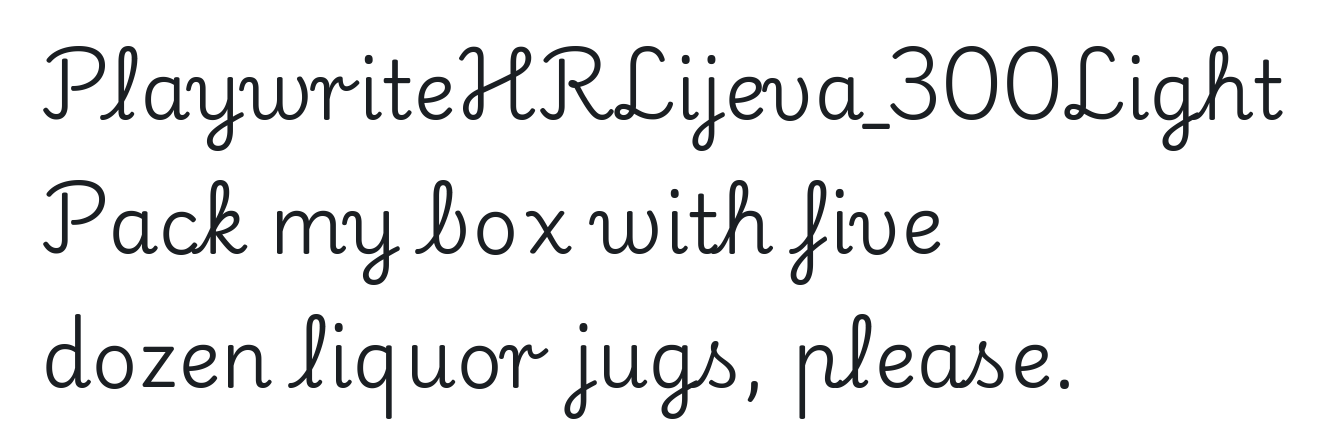 PlaywriteHRLijeva_300Light
Pack my box with five
dozen liquor jugs, please.